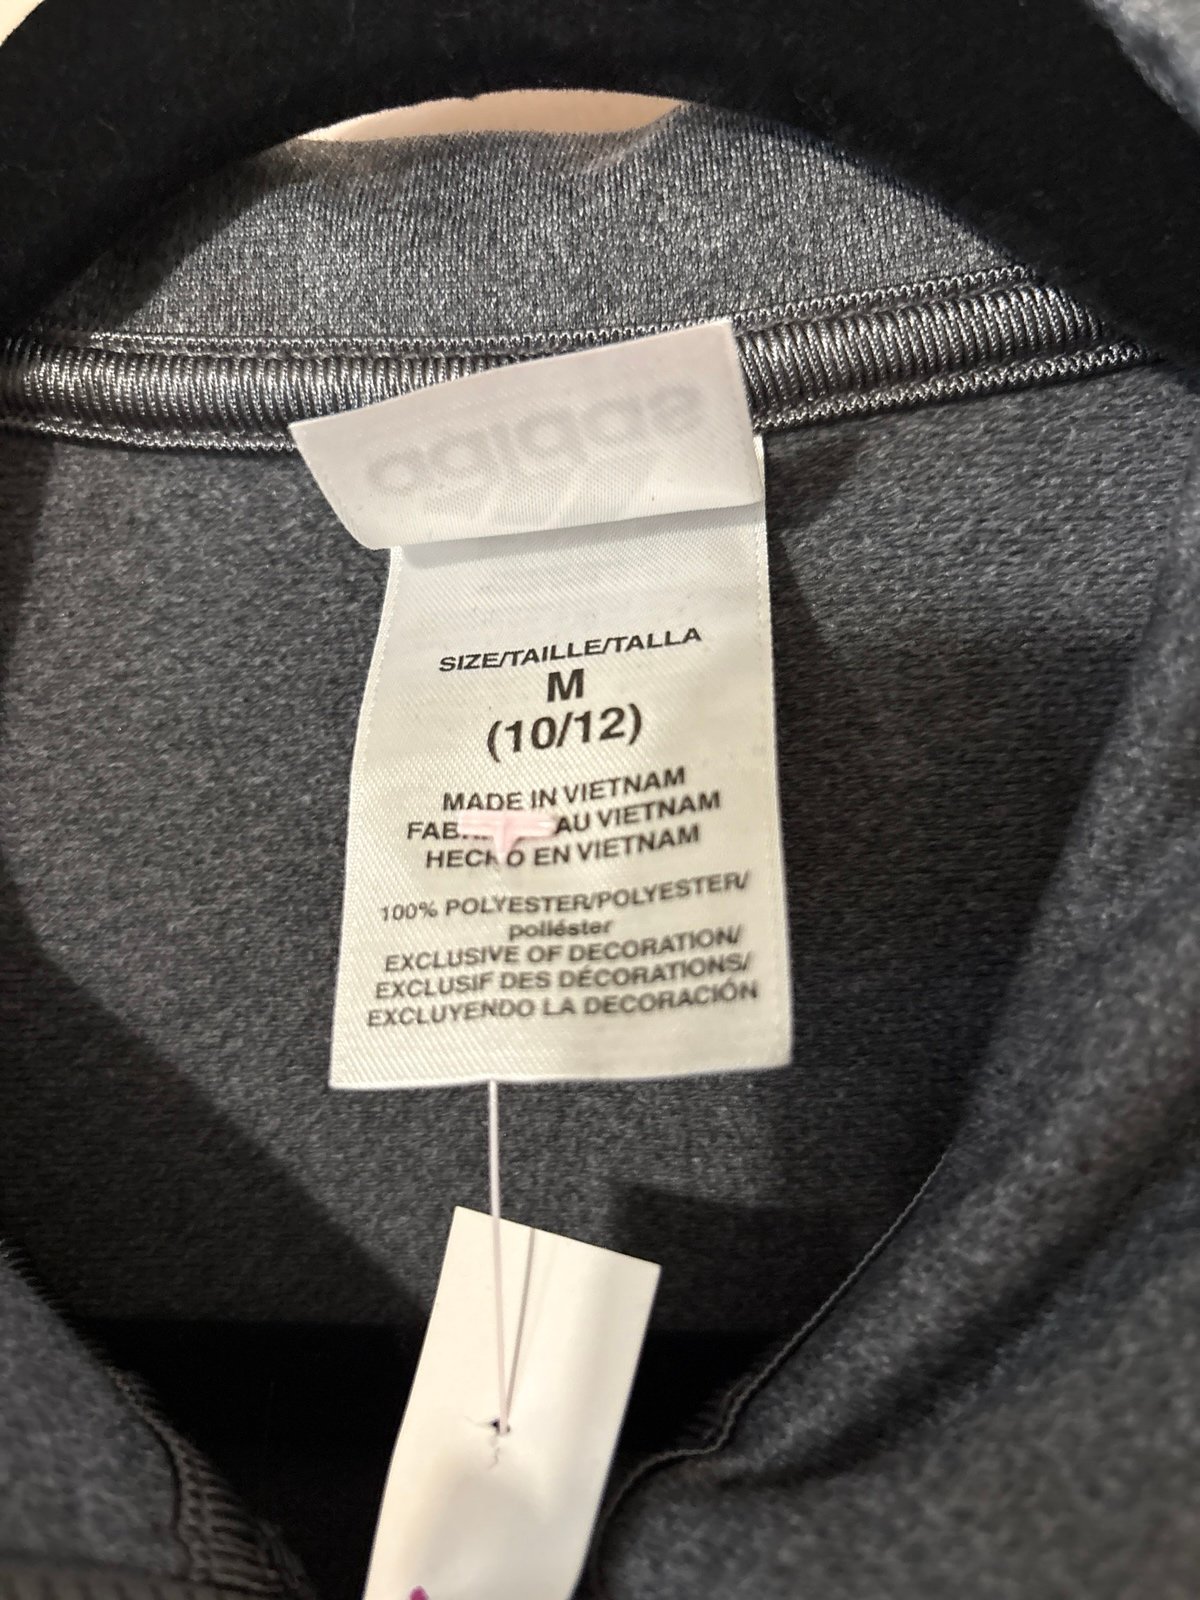 adidas
SIZE/TAILLE/TALLA
M
(10/12)
MADE IN VIETNAM
AU VIETNAM
HECHO EN VIETNAM
100% POLYESTER/POLYESTER/
poliéster
EXCLUSIVE OF DECORATION/
EXCLUSIF DES DÉCORATIONS/
EXCLUYENDO LA DECORACIÓN